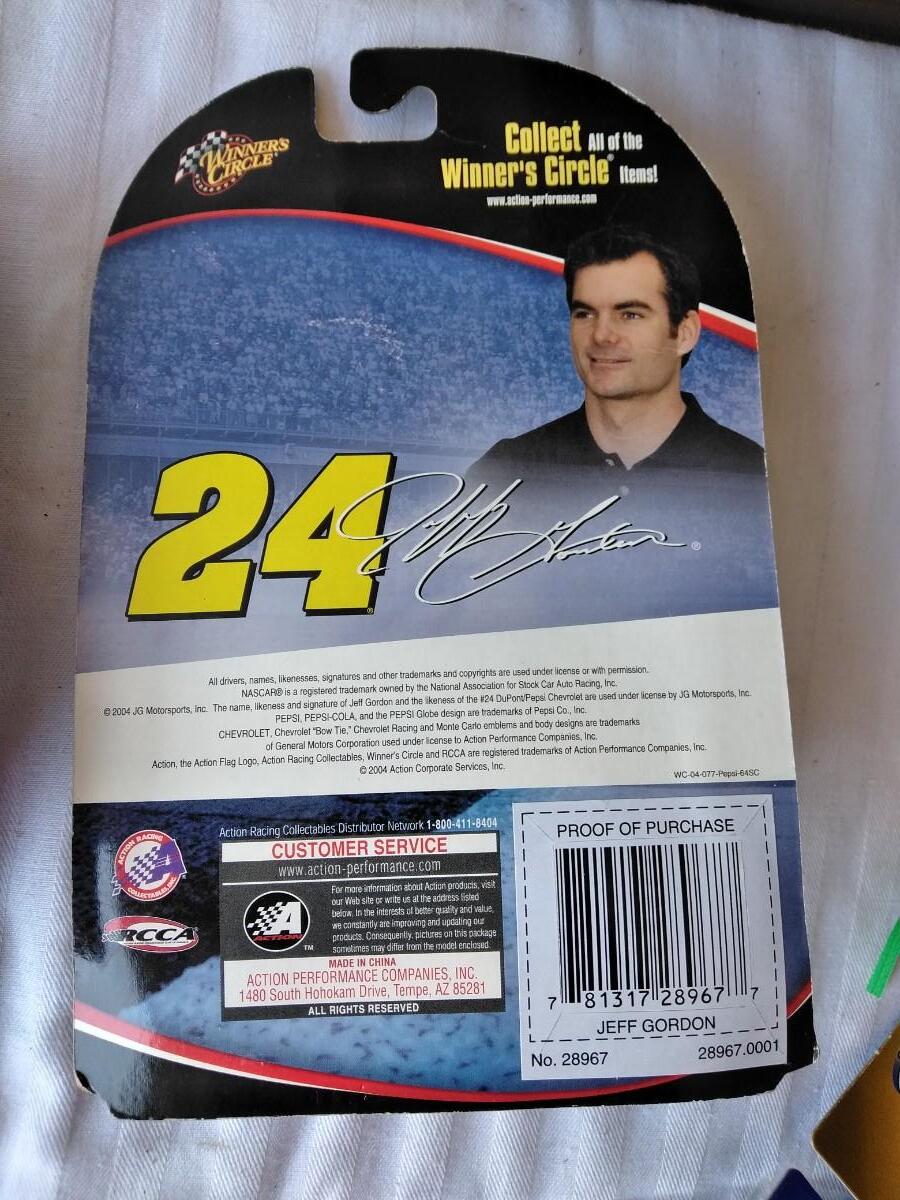 WINNER'S
CIRCLE
Collect All of the
Winner's Circle® Items!
www.action-performance.com
24®
Jeff Gordon®
All drivers, names, likenesses, signatures and other trademarks and copyrights are used under license or with permission.
NASCAR® is a registered trademark owned by the National Association for Stock Car Auto Racing, Inc.
© 2004 JG Motorsports, Inc. The name, likeness and signature of Jeff Gordon and the likeness of the #24 DuPont/Pepsi Chevrolet are used under license by JG Motorsports, Inc.
PEPSI, PEPSI-COLA, and the PEPSI Globe design are trademarks of Pepsi Co., Inc.
CHEVROLET, Chevrolet "Bow Tie," Chevrolet Racing and Monte Carlo emblems and body designs are trademarks
of General Motors Corporation used under license to Action Performance Companies, Inc.
Action, the Action Flag Logo, Action Racing Collectables, Winner's Circle and RCCA are registered trademarks of Action Performance Companies, Inc.
© 2004 Action Corporate Services, Inc.
WC-04-077-Pepsi-64SC
ACTION RACING
COLLECTABLES, INC.
RCCA
Action Racing Collectables Distributor Network 1-800-411-8404
CUSTOMER SERVICE
www.action-performance.com
A
ACTION
TM
For more information about Action products, visit
our Web site or write us at the address listed
below. In the interests of better quality and value,
we constantly are improving and updating our
products. Consequently, pictures on this package
sometimes may differ from the model enclosed.
MADE IN CHINA
ACTION PERFORMANCE COMPANIES, INC.
1480 South Hohokam Drive, Tempe, AZ 85281
ALL RIGHTS RESERVED
PROOF OF PURCHASE
7 81317 28967 7
JEFF GORDON
No. 28967 28967.0001